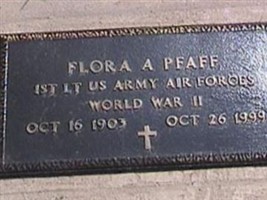 FLORA A PFAFF
1ST LT US ARMY AIR FORCES
WORLD WAR II
OCT 16 1903 OCT 26 1999